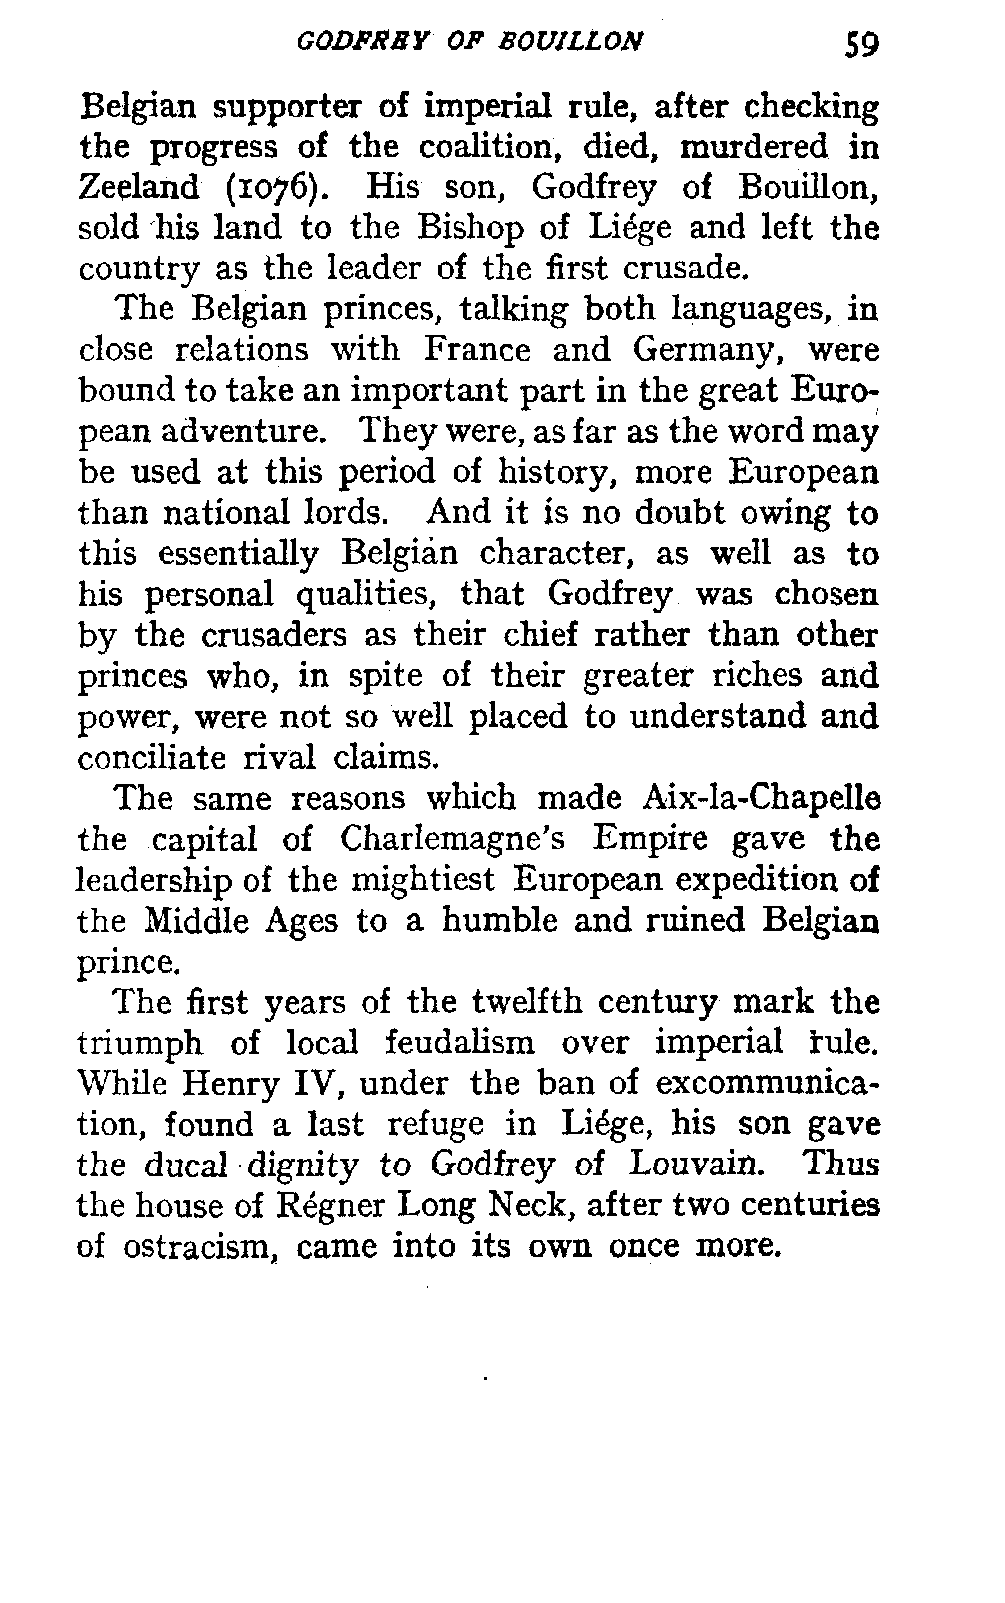 GODFREY OF BOUILLON 59
Belgian supporter of imperial rule, after checking
the progress of the coalition, died, murdered in
Zeeland (1076). His son, Godfrey of Bouillon,
sold his land to the Bishop of Liége and left the
country as the leader of the first crusade.
The Belgian princes, talking both languages, in
close relations with France and Germany, were
bound to take an important part in the great Euro-
pean adventure. They were, as far as the word may
be used at this period of history, more European
than national lords. And it is no doubt owing to
this essentially Belgian character, as well as to
his personal qualities, that Godfrey was chosen
by the crusaders as their chief rather than other
princes who, in spite of their greater riches and
power, were not so well placed to understand and
conciliate rival claims.
The same reasons which made Aix-la-Chapelle
the capital of Charlemagne's Empire gave the
leadership of the mightiest European expedition of
the Middle Ages to a humble and ruined Belgian
prince.
The first years of the twelfth century mark the
triumph of local feudalism over imperial rule.
While Henry IV, under the ban of excommunica-
tion, found a last refuge in Liége, his son gave
the ducal dignity to Godfrey of Louvain. Thus
the house of Régner Long Neck, after two centuries
of ostracism, came into its own once more.